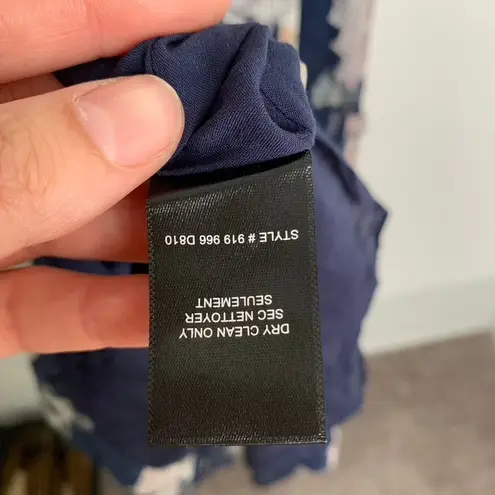 DRY CLEAN ONLY
SEC NETTOYER
SEULEMENT
STYLE # 919 966 D810